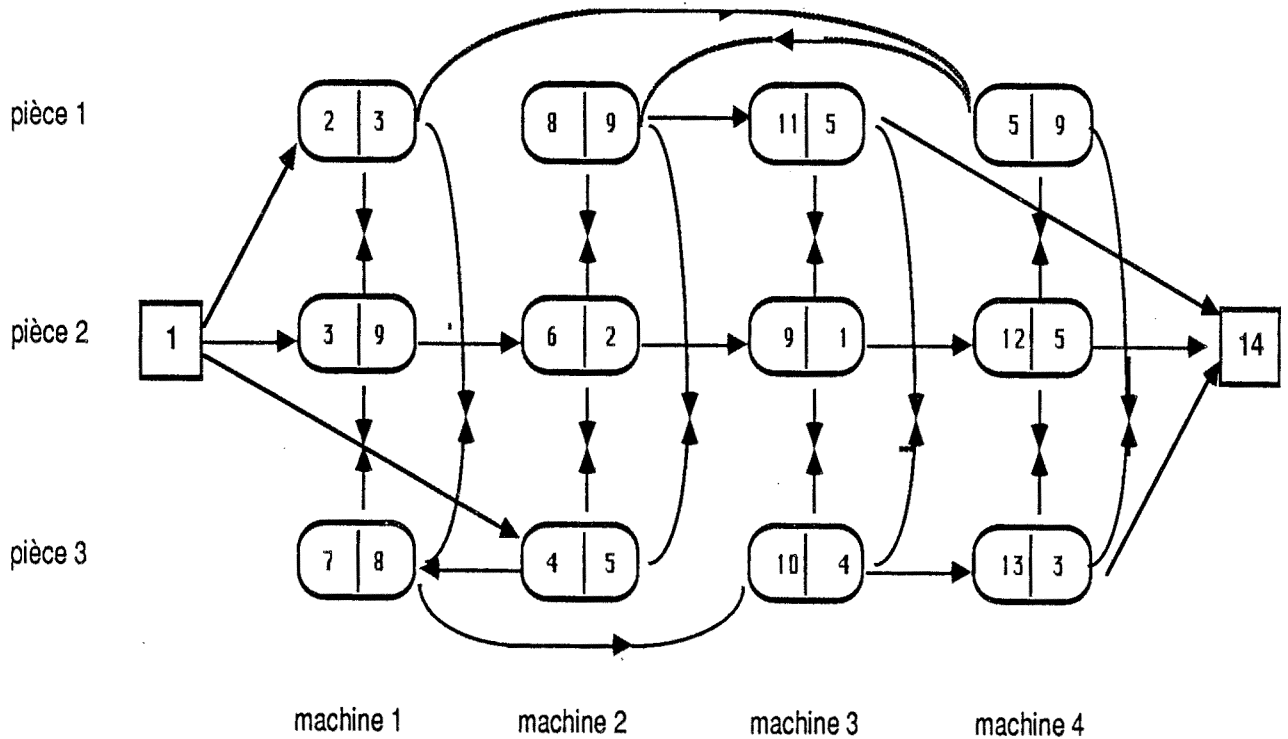 pièce 1
2 3
8 9
11 5
5 9
pièce 2
1
3 9
6 2
9 1
12 5
14
pièce 3
7 8
4 5
10 4
13 3
machine 1
machine 2
machine 3
machine 4